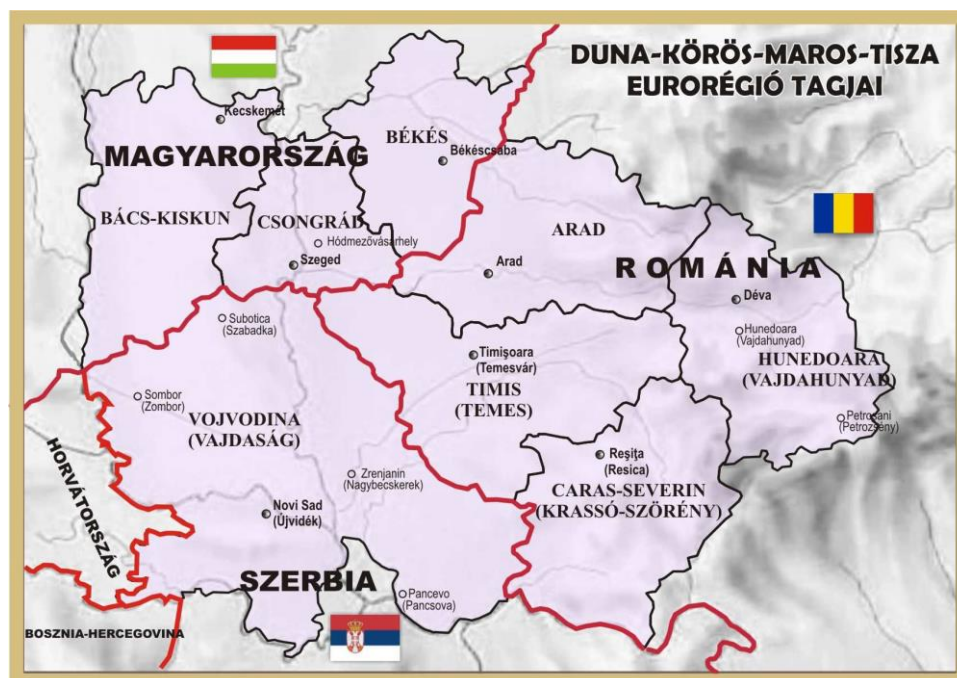 DUNA-KÖRÖS-MAROS-TISZA
EURORÉGIÓ TAGJAI
Kecskemét
BÉKÉS
MAGYARORSZÁG
Békéscsaba
BÁCS-KISKUN
CSONGRÁD
Hódmezővásárhely
Szeged
ARAD
Arad
ROMÁNIA
Déva
Subotica
(Szabadka)
Hunedoara
(Vajdahunyad)
Timişoara
(Temesvár)
HUNEDOARA
(VAJDAHUNYAD)
TIMIS
(TEMES)
Sombor
(Zombor)
VOJVODINA
(VAJDASÁG)
Petrosani
(Petrozsény)
HORVÁTORSZÁG
Reşiţa
(Resica)
Zrenjanin
(Nagybecskerek)
CARAS-SEVERIN
(KRASSÓ-SZÖRÉNY)
Novi Sad
(Újvidék)
SZERBIA
Pancevo
(Pancsova)
BOSZNIA-HERCEGOVINA